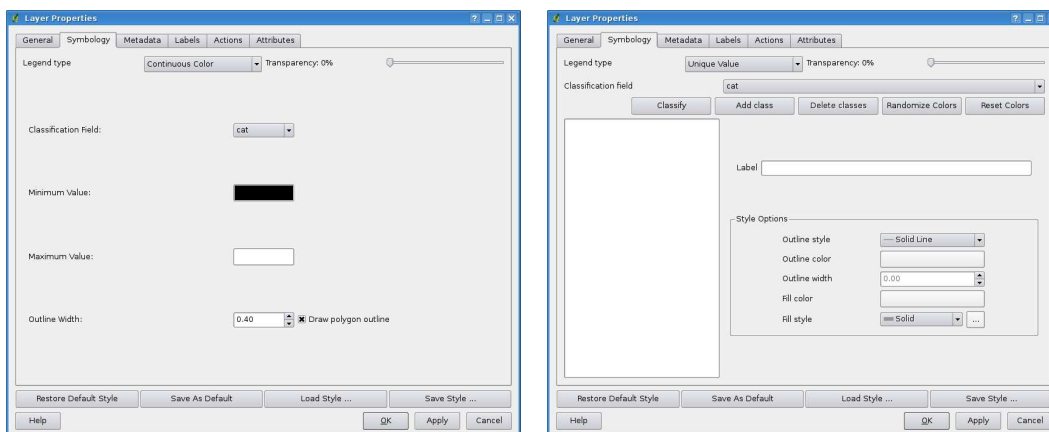 Layer Properties
General Symbology Metadata Labels Actions Attributes
Legend type Continuous Color Transparency: 0%
Classification Field: cat
Minimum Value:
Maximum Value:
Outline Width: 0.40 Draw polygon outline
Restore Default Style Save As Default Load Style ... Save Style ...
Help OK Apply Cancel
Layer Properties
General Symbology Metadata Labels Actions Attributes
Legend type Unique Value Transparency: 0%
Classification field cat
Classify Add class Delete classes Randomize Colors Reset Colors
Label
Style Options
Outline style Solid Line
Outline color
Outline width 0.00
Fill color
Fill style Solid ...
Restore Default Style Save As Default Load Style ... Save Style ...
Help OK Apply Cancel